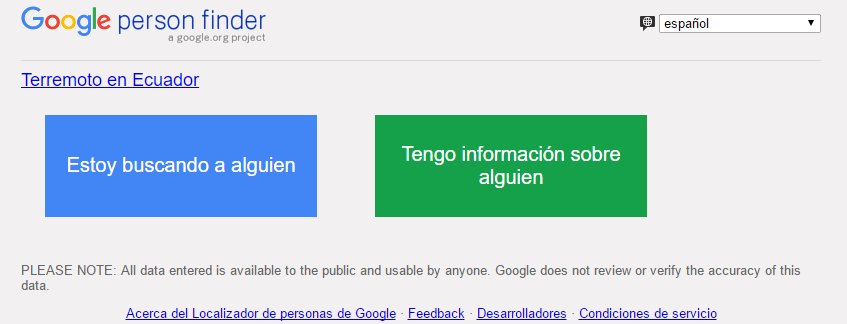 Google person finder
a google.org project
español
Terremoto en Ecuador
Estoy buscando a alguien
Tengo información sobre
alguien
PLEASE NOTE: All data entered is available to the public and usable by anyone. Google does not review or verify the accuracy of this
data.
Acerca del Localizador de personas de Google · Feedback · Desarrolladores · Condiciones de servicio